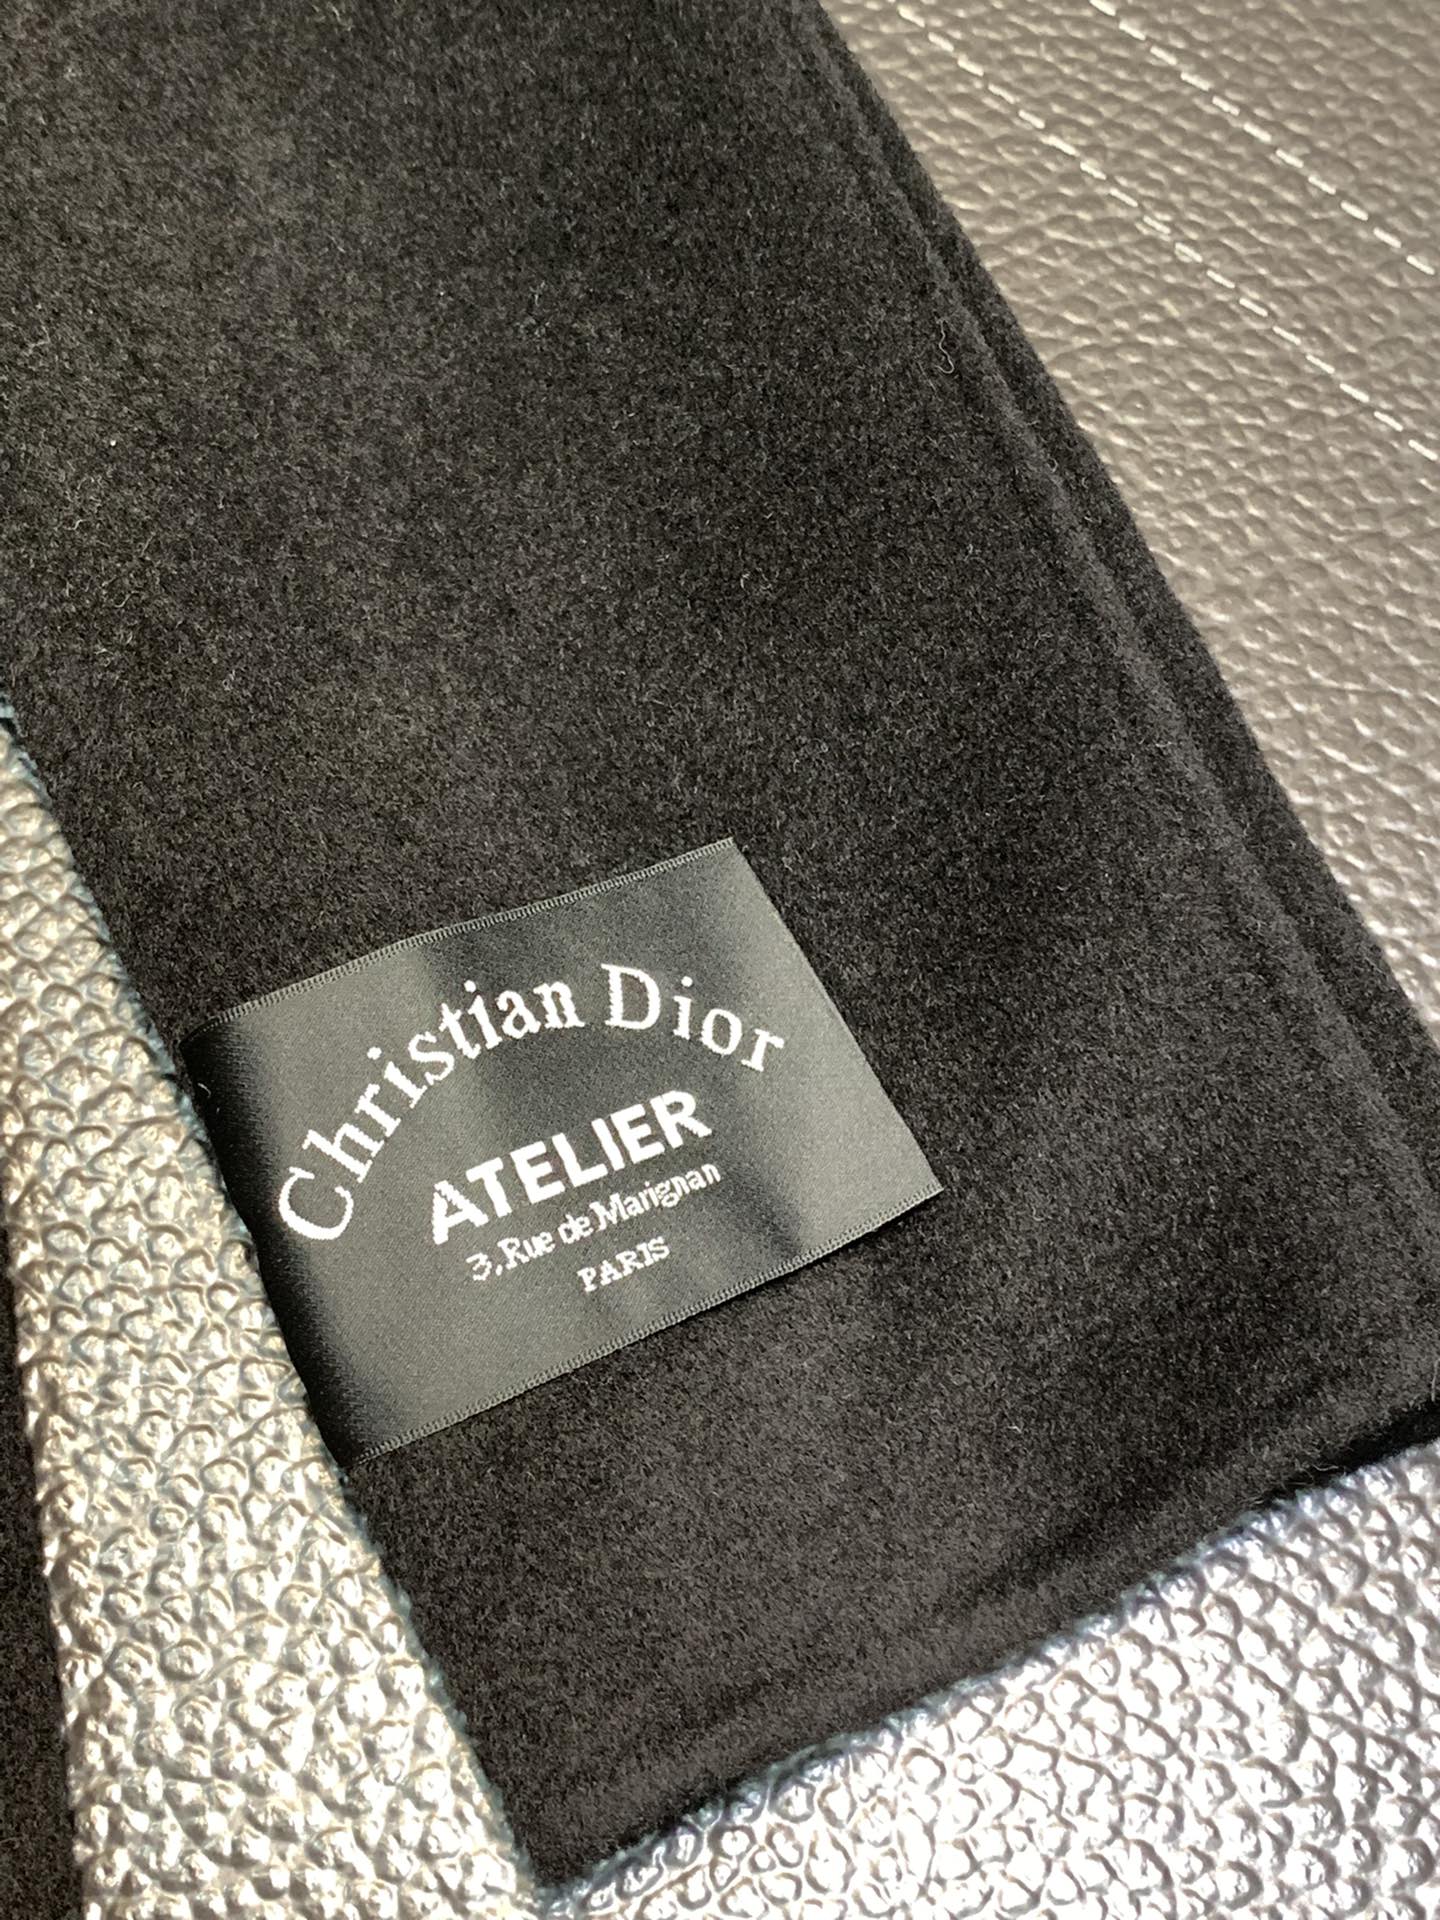 Christian Dior
ATELIER
3, Rue de Marignan
PARIS